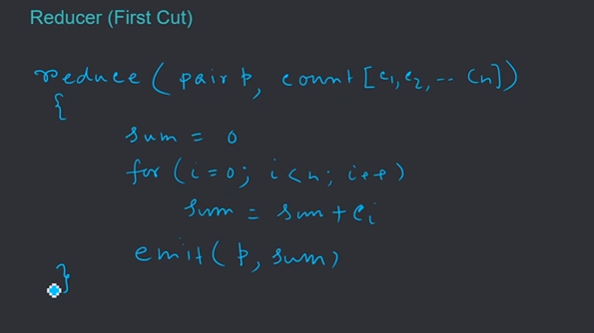 Reducer (First Cut)
reduce ( pair p, count [c1, c2, -- cn])
{
sum = 0
for (i=0; i<n; i++)
sum = sum + ci
emit( p, sum)
}